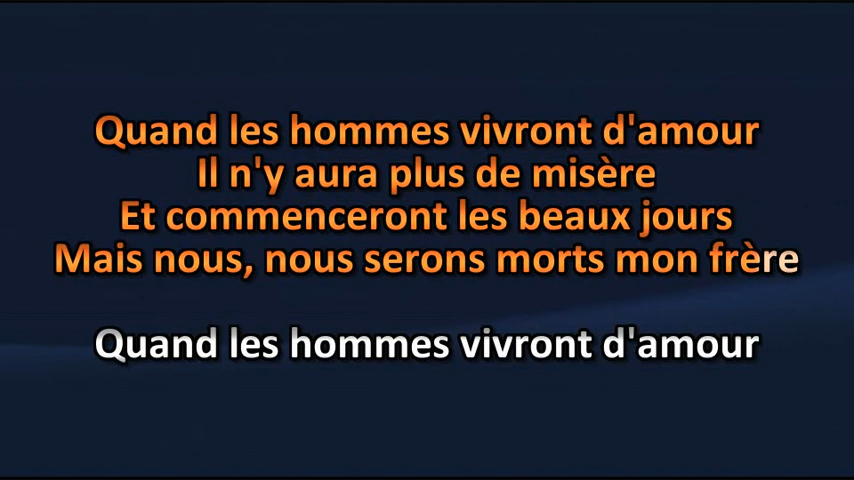 Quand les hommes vivront d'amour
Il n'y aura plus de misère
Et commenceront les beaux jours
Mais nous, nous serons morts mon frère
Quand les hommes vivront d'amour